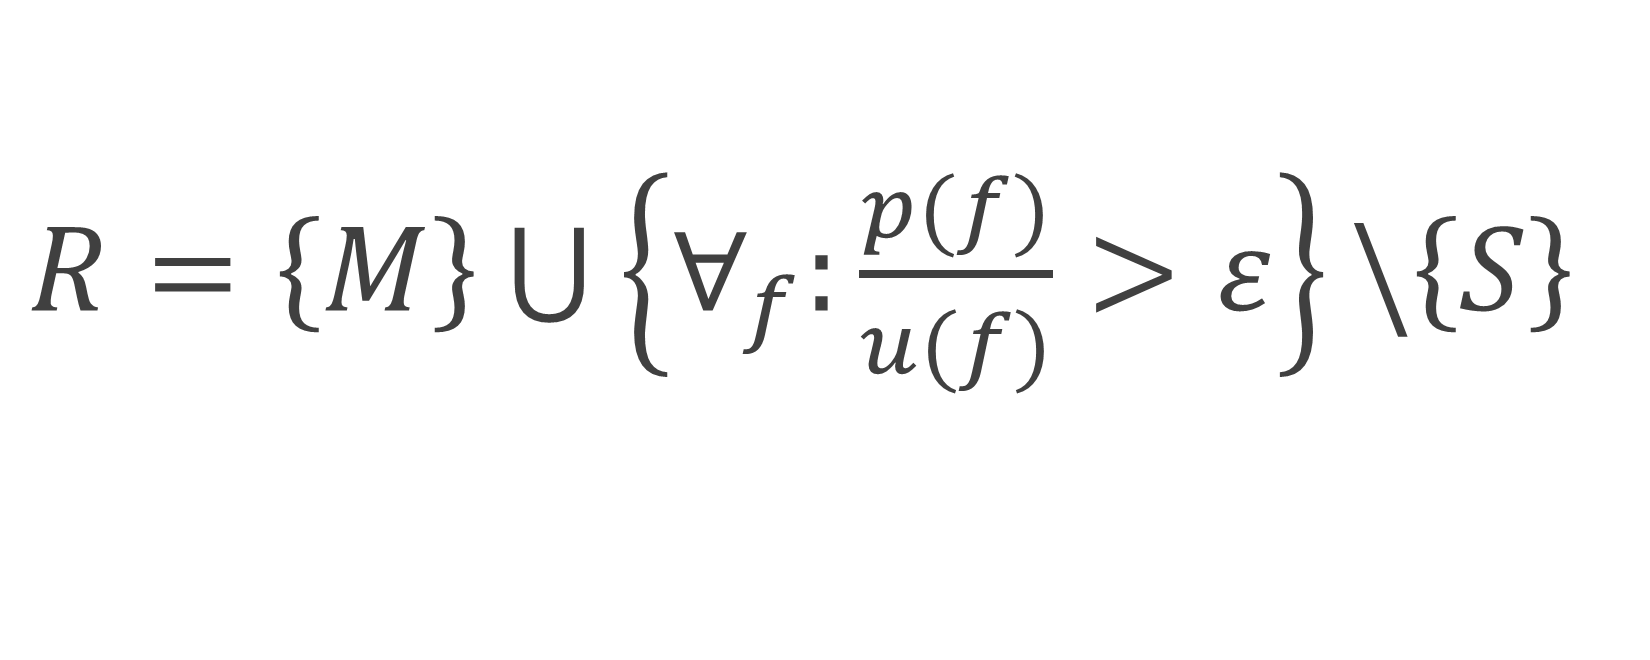 R = {M} ⋃ {∀_f : p(f)/u(f) > ε} \ {S}